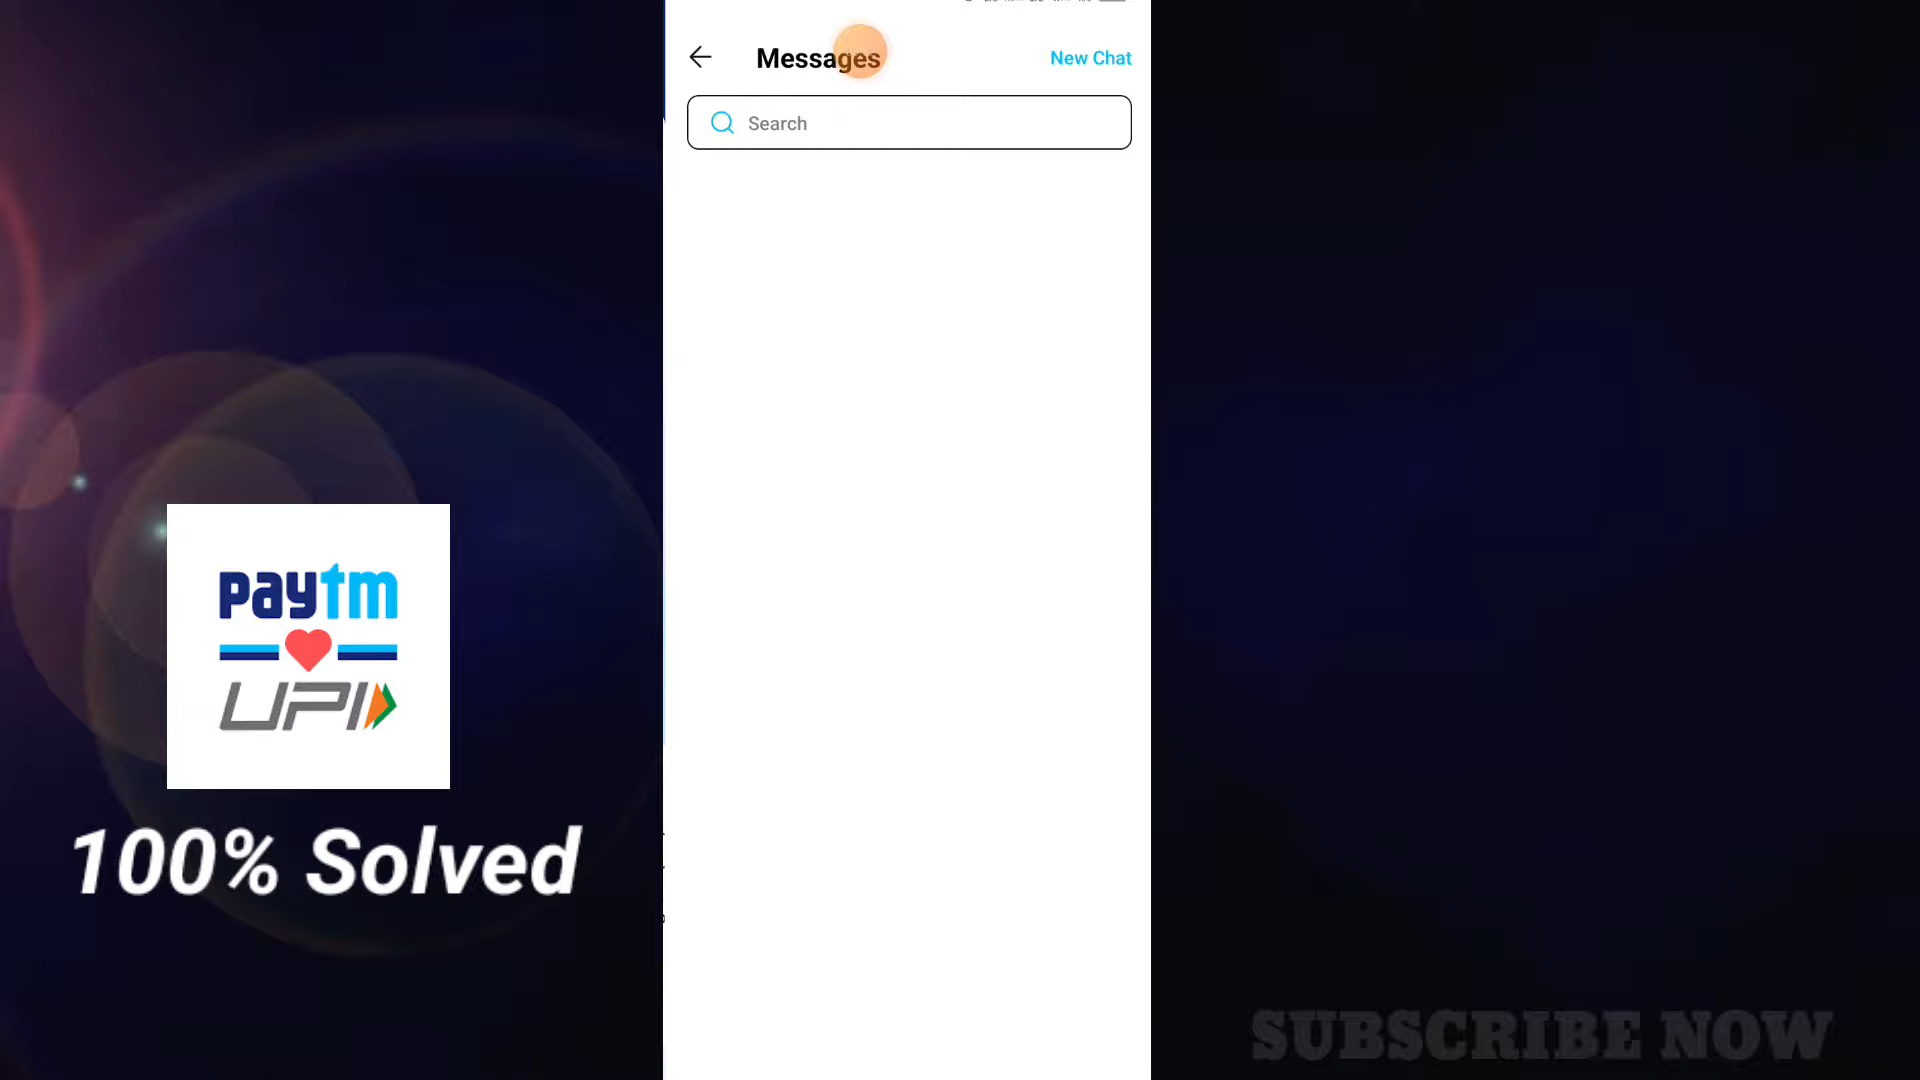 Messages
New Chat
Search
paytm
UPI
100% Solved
SUBSCRIBE NOW